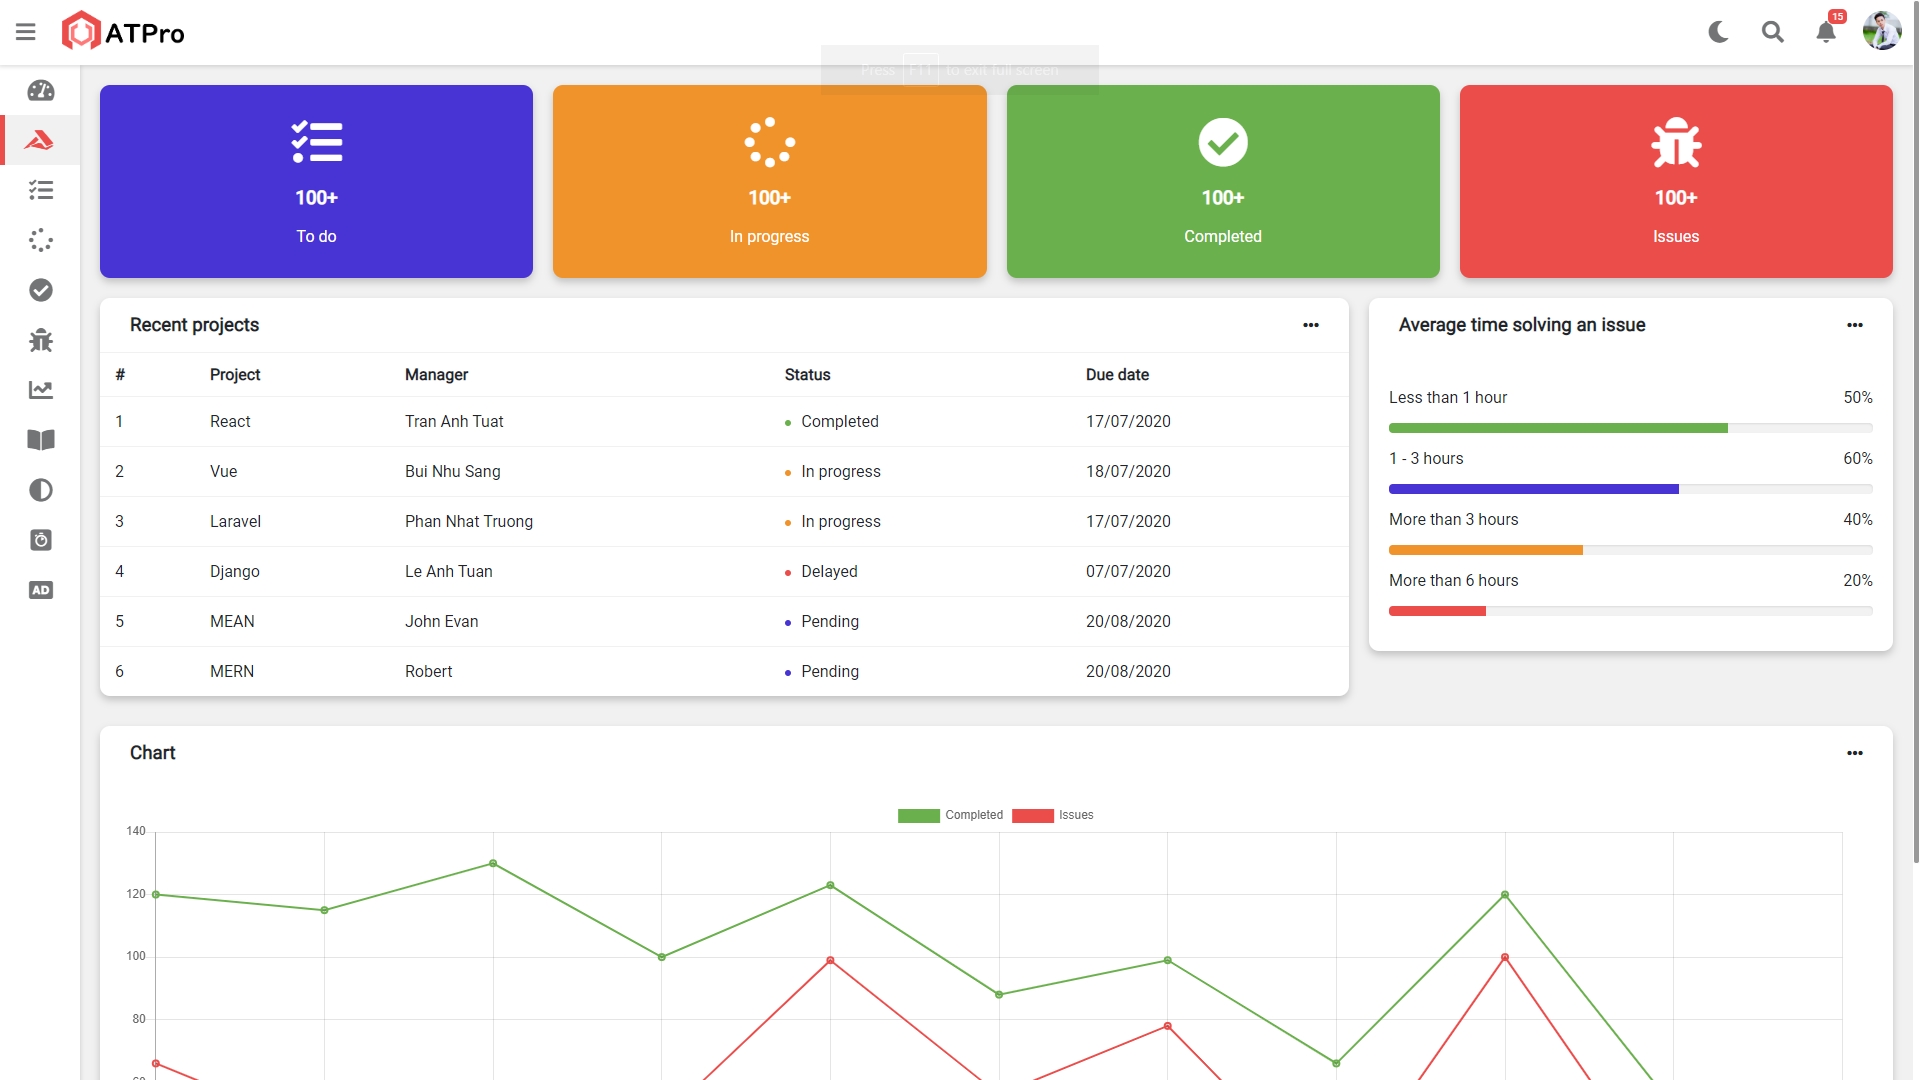 ATPro
15
Press F11 to exit full screen
100+
To do
100+
In progress
100+
Completed
100+
Issues
Recent projects
# Project Manager Status Due date
1 React Tran Anh Tuat Completed 17/07/2020
2 Vue Bui Nhu Sang In progress 18/07/2020
3 Laravel Phan Nhat Truong In progress 17/07/2020
4 Django Le Anh Tuan Delayed 07/07/2020
5 MEAN John Evan Pending 20/08/2020
6 MERN Robert Pending 20/08/2020
Average time solving an issue
Less than 1 hour 50%
1 - 3 hours 60%
More than 3 hours 40%
More than 6 hours 20%
AD
Chart
Completed Issues
140
120
100
80
60